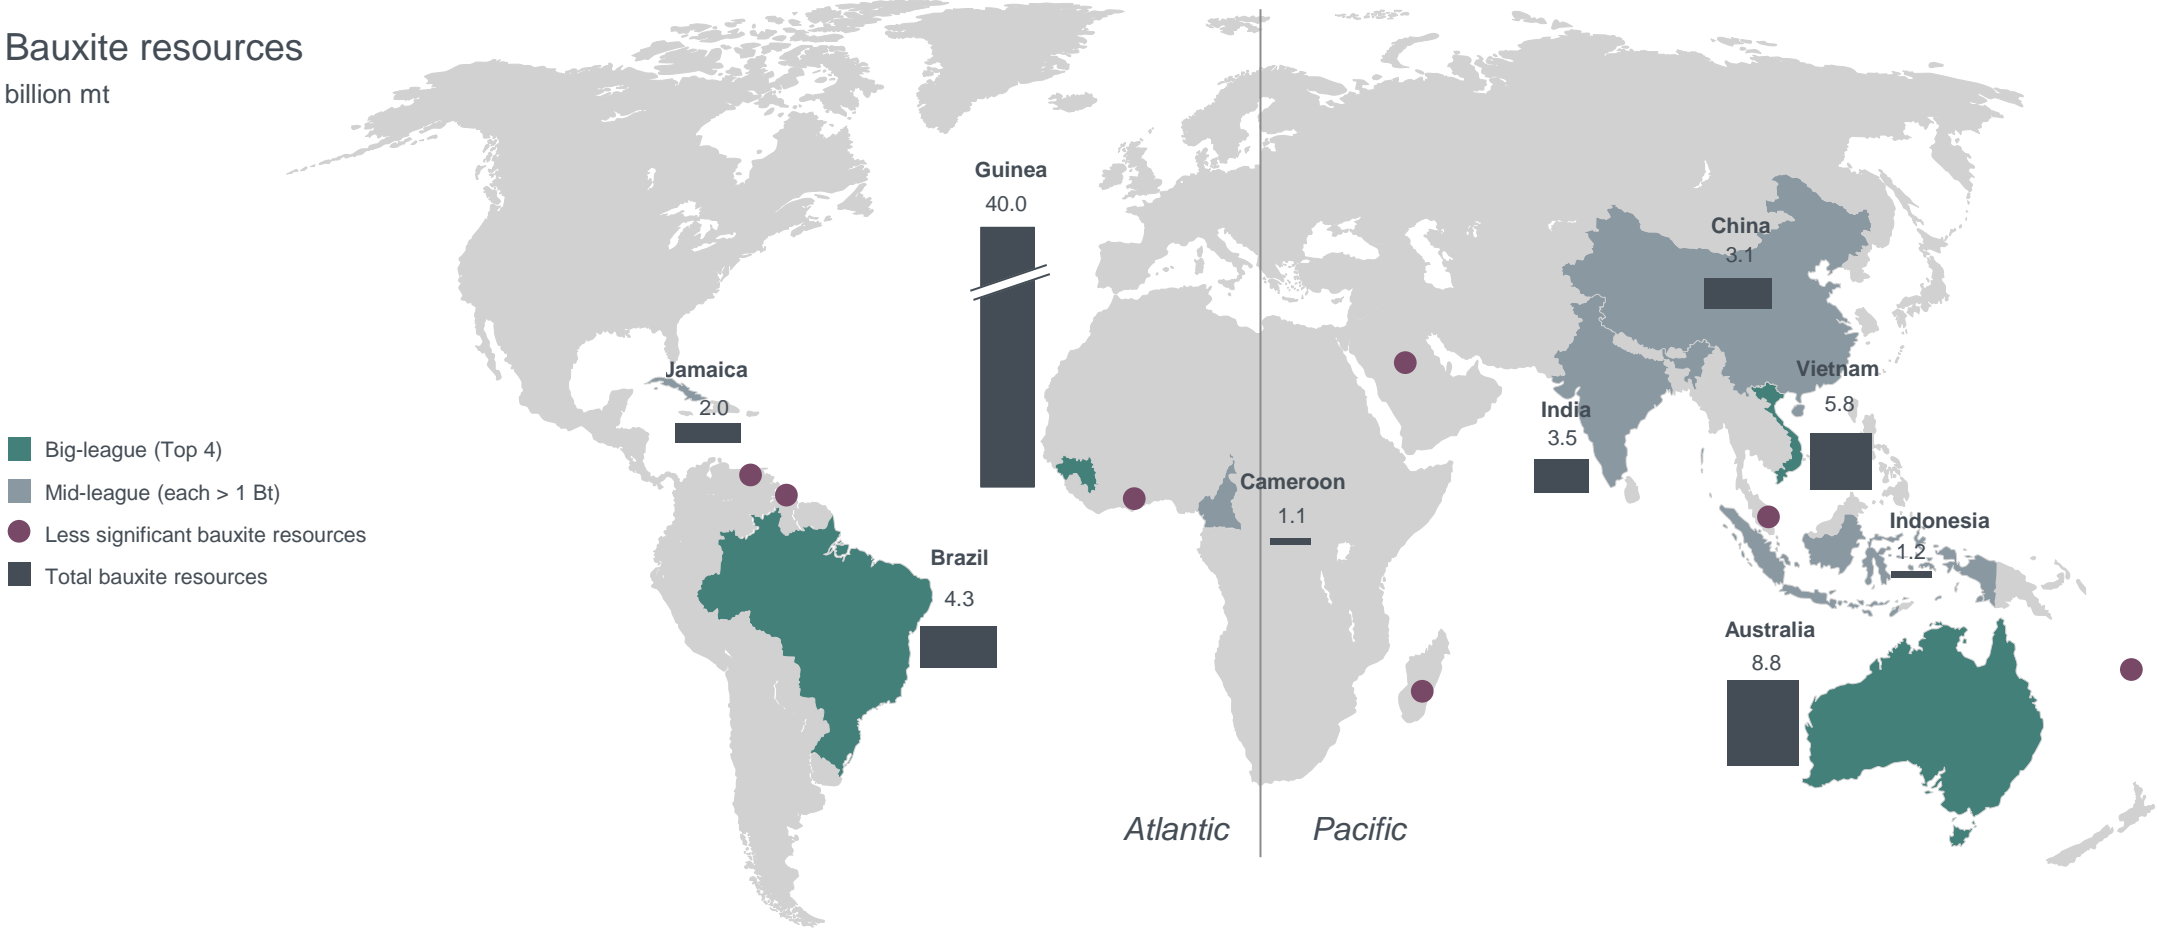 Bauxite resources
billion mt
Guinea
40.0
China
3.1
Jamaica
2.0
Vietnam
5.8
India
3.5
Big-league (Top 4)
Mid-league (each > 1 Bt)
Less significant bauxite resources
Total bauxite resources
Cameroon
1.1
Indonesia
1.2
Brazil
4.3
Australia
8.8
Atlantic
Pacific